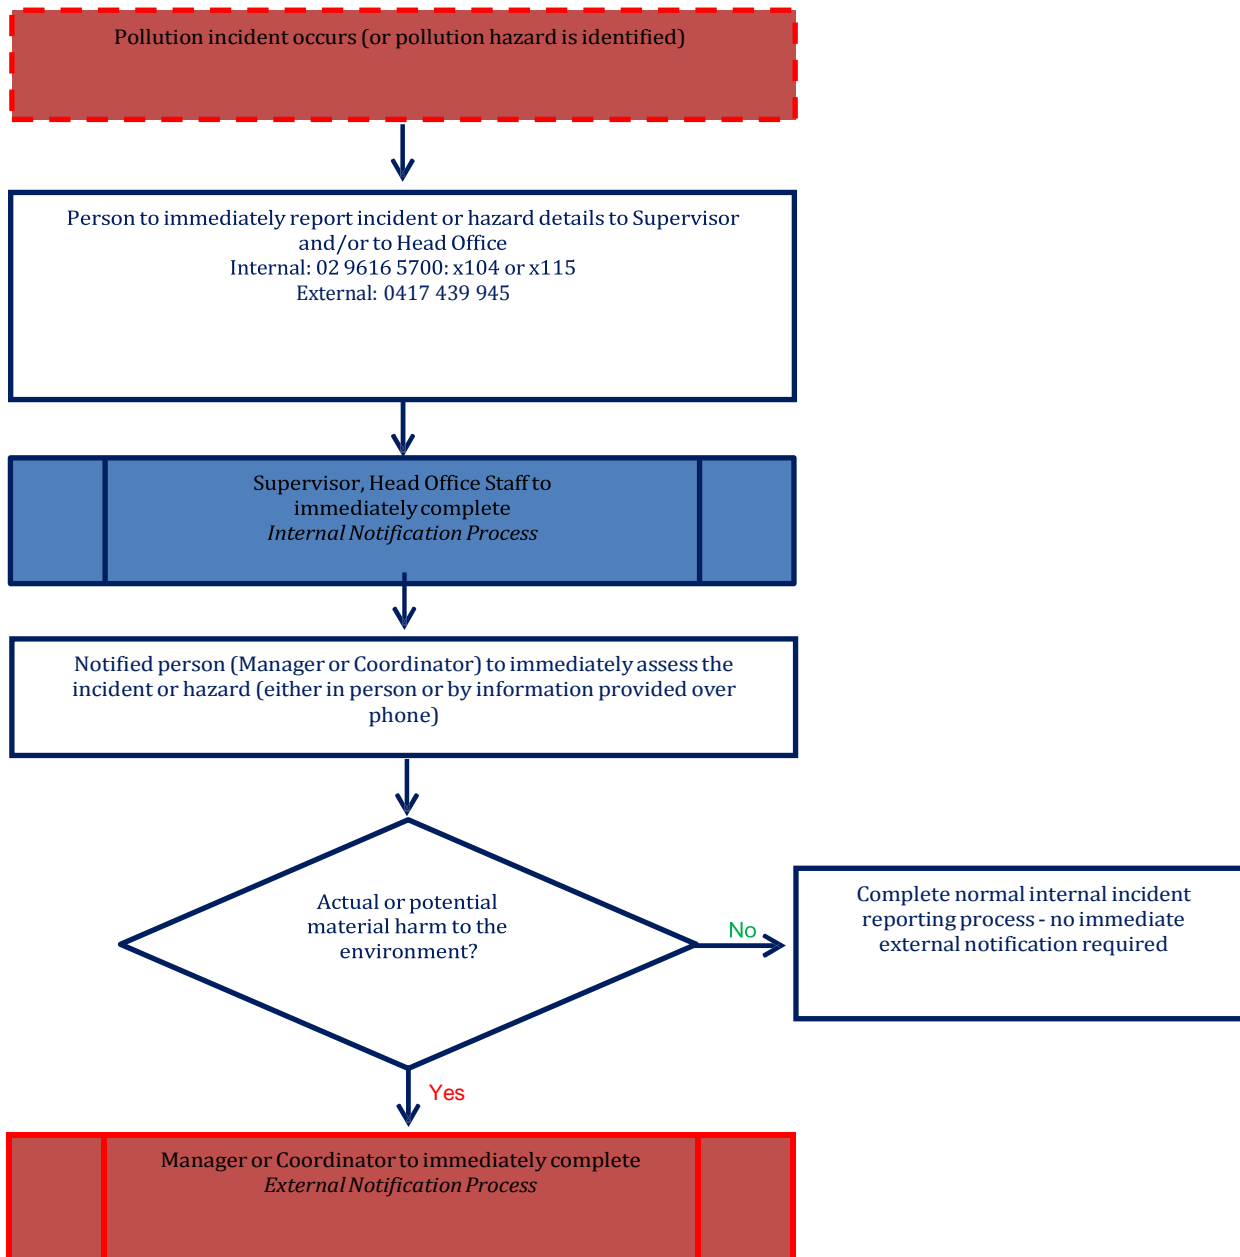 Pollution incident occurs (or pollution hazard is identified)
Person to immediately report incident or hazard details to Supervisor
and/or to Head Office
Internal: 02 9616 5700: x104 or x115
External: 0417 439 945
Supervisor, Head Office Staff to
immediately complete
Internal Notification Process
Notified person (Manager or Coordinator) to immediately assess the
incident or hazard (either in person or by information provided over
phone)
Actual or potential
material harm to the
environment?
No
Complete normal internal incident
reporting process - no immediate
external notification required
Yes
Manager or Coordinator to immediately complete
External Notification Process